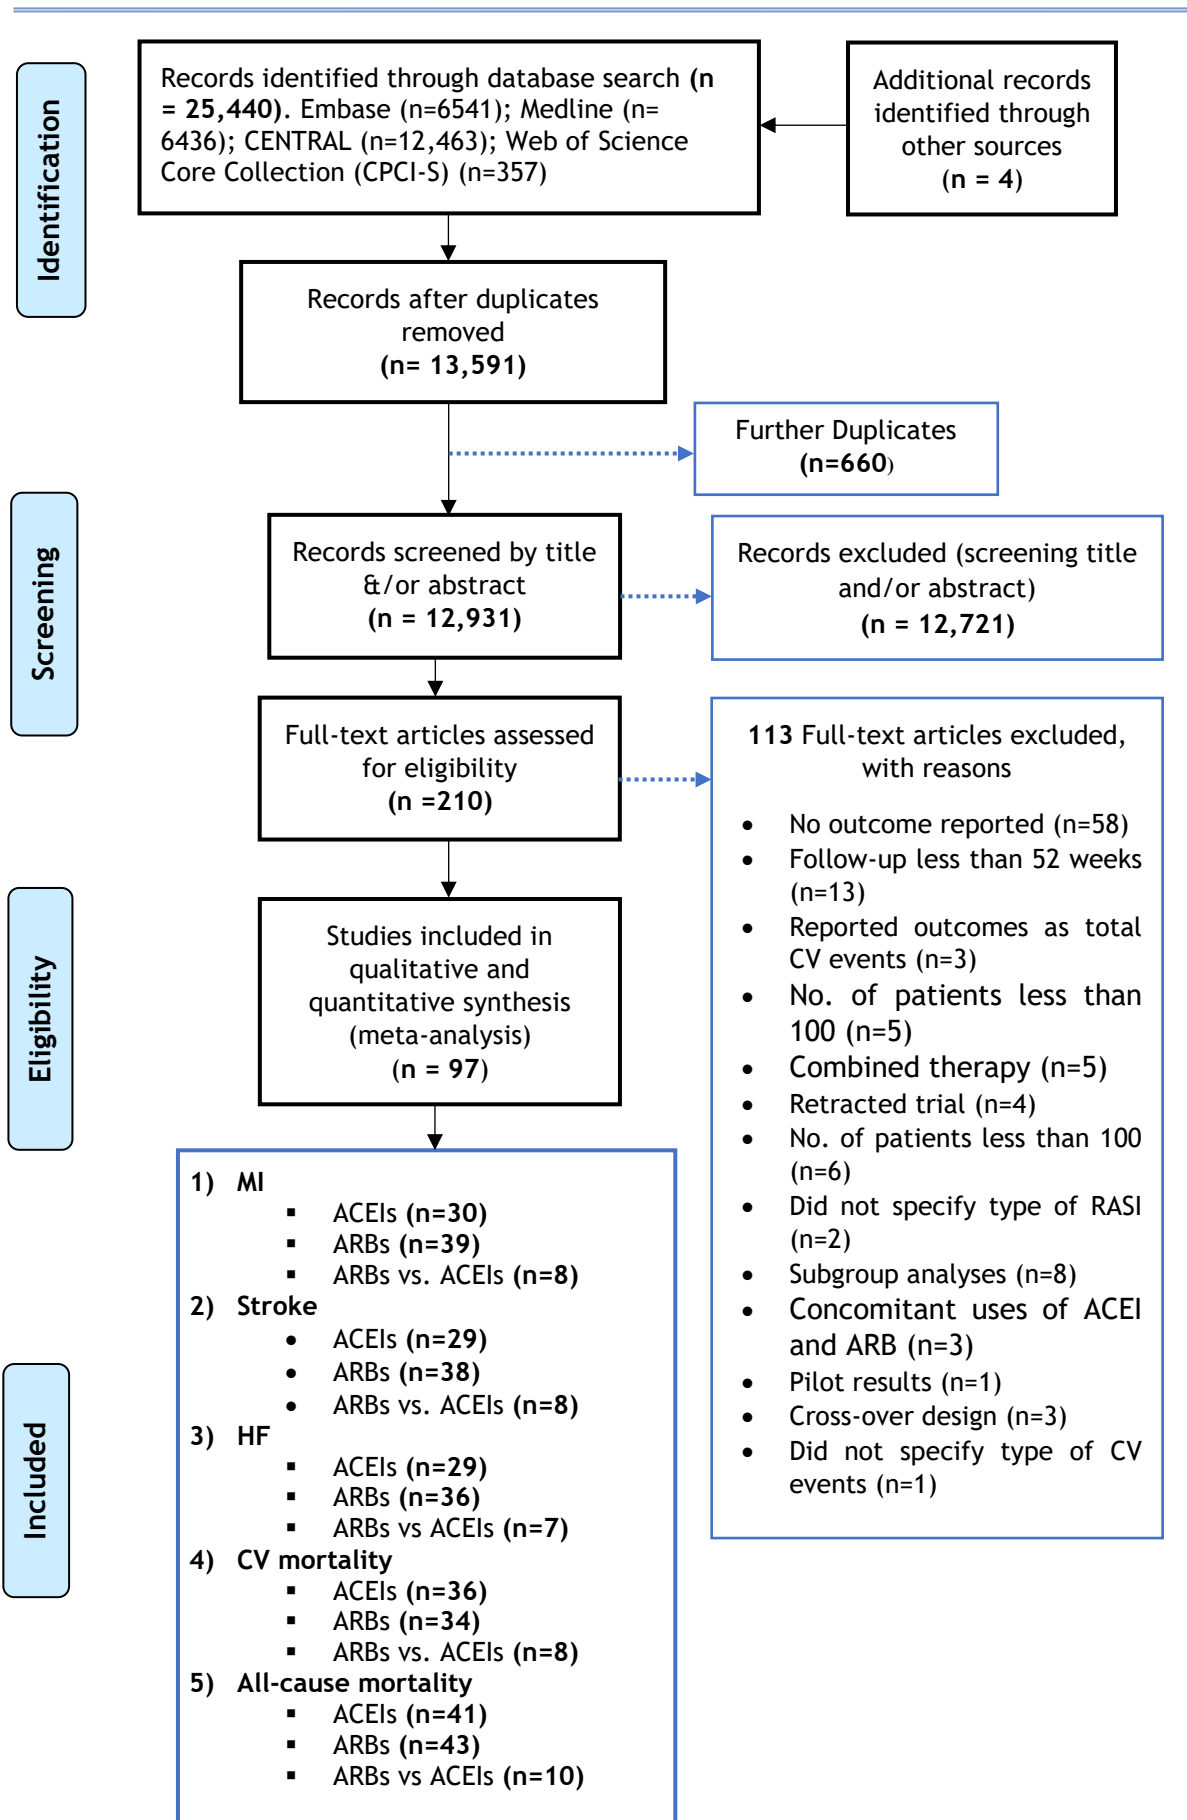 Identification
Records identified through database search (n
= 25,440). Embase (n=6541); Medline (n=
6436); CENTRAL (n=12,463); Web of Science
Core Collection (CPCI-S) (n=357)
Additional records
identified through
other sources
(n = 4)
Records after duplicates
removed
(n= 13,591)
Further Duplicates
(n=660)
Screening
Records screened by title
&/or abstract
(n = 12,931)
Records excluded (screening title
and/or abstract)
(n = 12,721)
Full-text articles assessed
for eligibility
(n =210)
113 Full-text articles excluded,
with reasons
• No outcome reported (n=58)
• Follow-up less than 52 weeks
(n=13)
• Reported outcomes as total
CV events (n=3)
• No. of patients less than
100 (n=5)
• Combined therapy (n=5)
• Retracted trial (n=4)
• No. of patients less than 100
(n=6)
• Did not specify type of RASI
(n=2)
• Subgroup analyses (n=8)
• Concomitant uses of ACEI
and ARB (n=3)
• Pilot results (n=1)
• Cross-over design (n=3)
• Did not specify type of CV
events (n=1)
Eligibility
Studies included in
qualitative and
quantitative synthesis
(meta-analysis)
(n = 97)
Included
1) MI
▪ ACEIs (n=30)
▪ ARBs (n=39)
▪ ARBs vs. ACEIs (n=8)
2) Stroke
• ACEIs (n=29)
• ARBs (n=38)
• ARBs vs. ACEIs (n=8)
3) HF
▪ ACEIs (n=29)
▪ ARBs (n=36)
▪ ARBs vs ACEIs (n=7)
4) CV mortality
▪ ACEIs (n=36)
▪ ARBs (n=34)
▪ ARBs vs. ACEIs (n=8)
5) All-cause mortality
▪ ACEIs (n=41)
▪ ARBs (n=43)
▪ ARBs vs ACEIs (n=10)